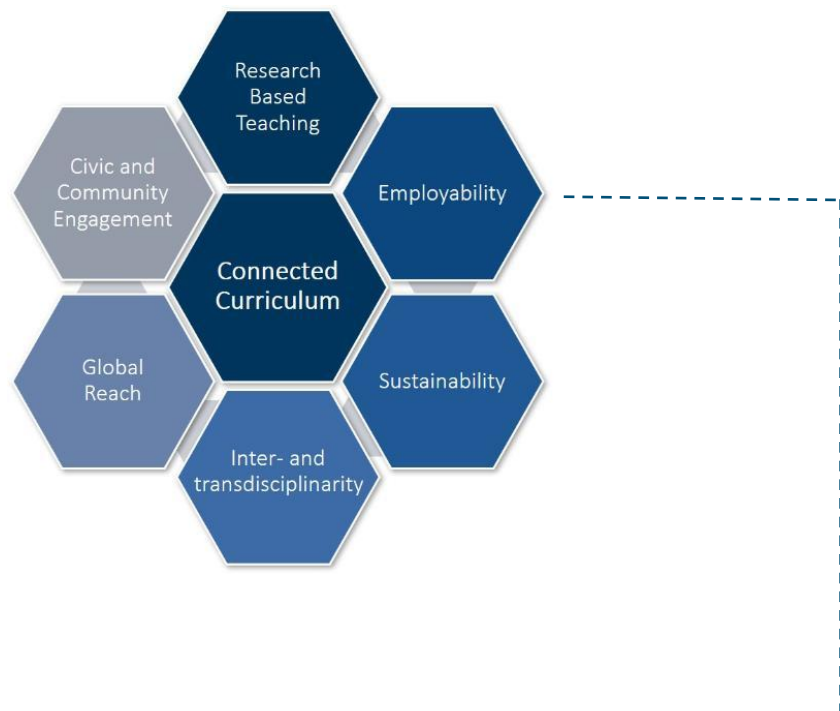 Research
Based
Teaching
Civic and
Community
Engagement
Employability
Connected
Curriculum
Global
Reach
Sustainability
Inter- and
transdisciplinarity